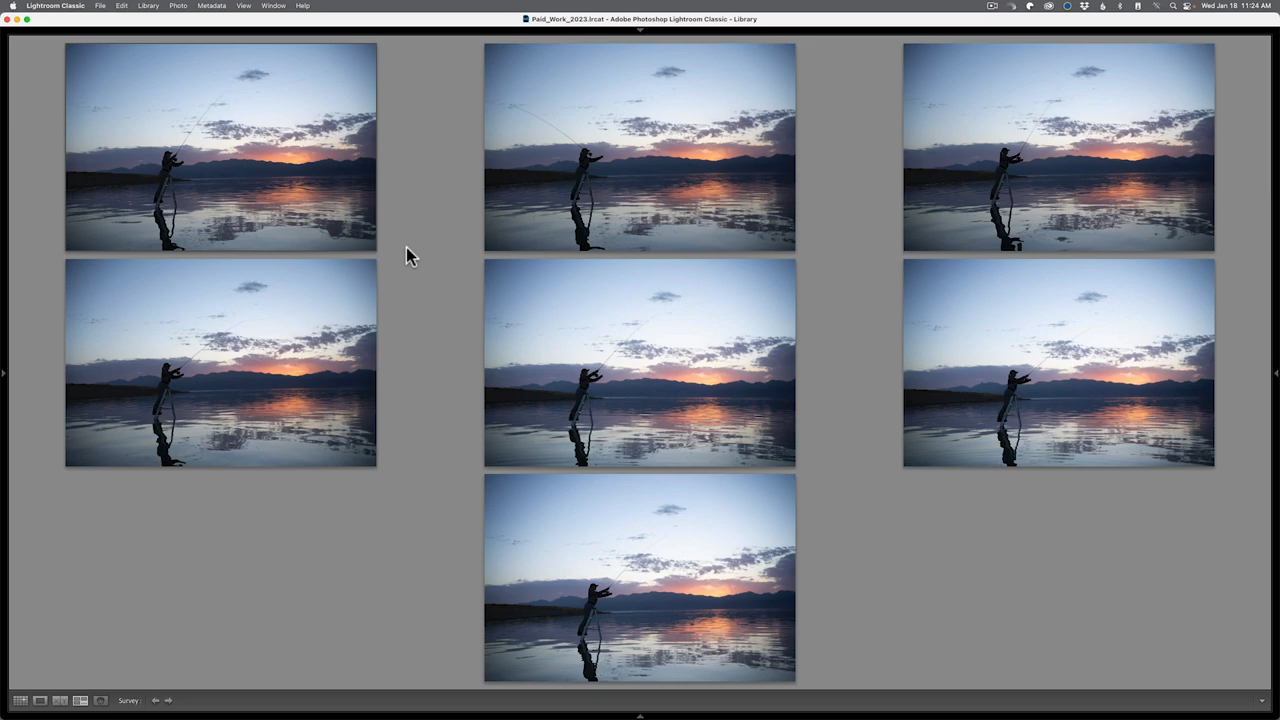 Lightroom Classic File Edit Library Photo Metadata View Window Help Wed Jan 18 11:24 AM
Paid_Work_2023.lrcat - Adobe Photoshop Lightroom Classic - Library
Survey :